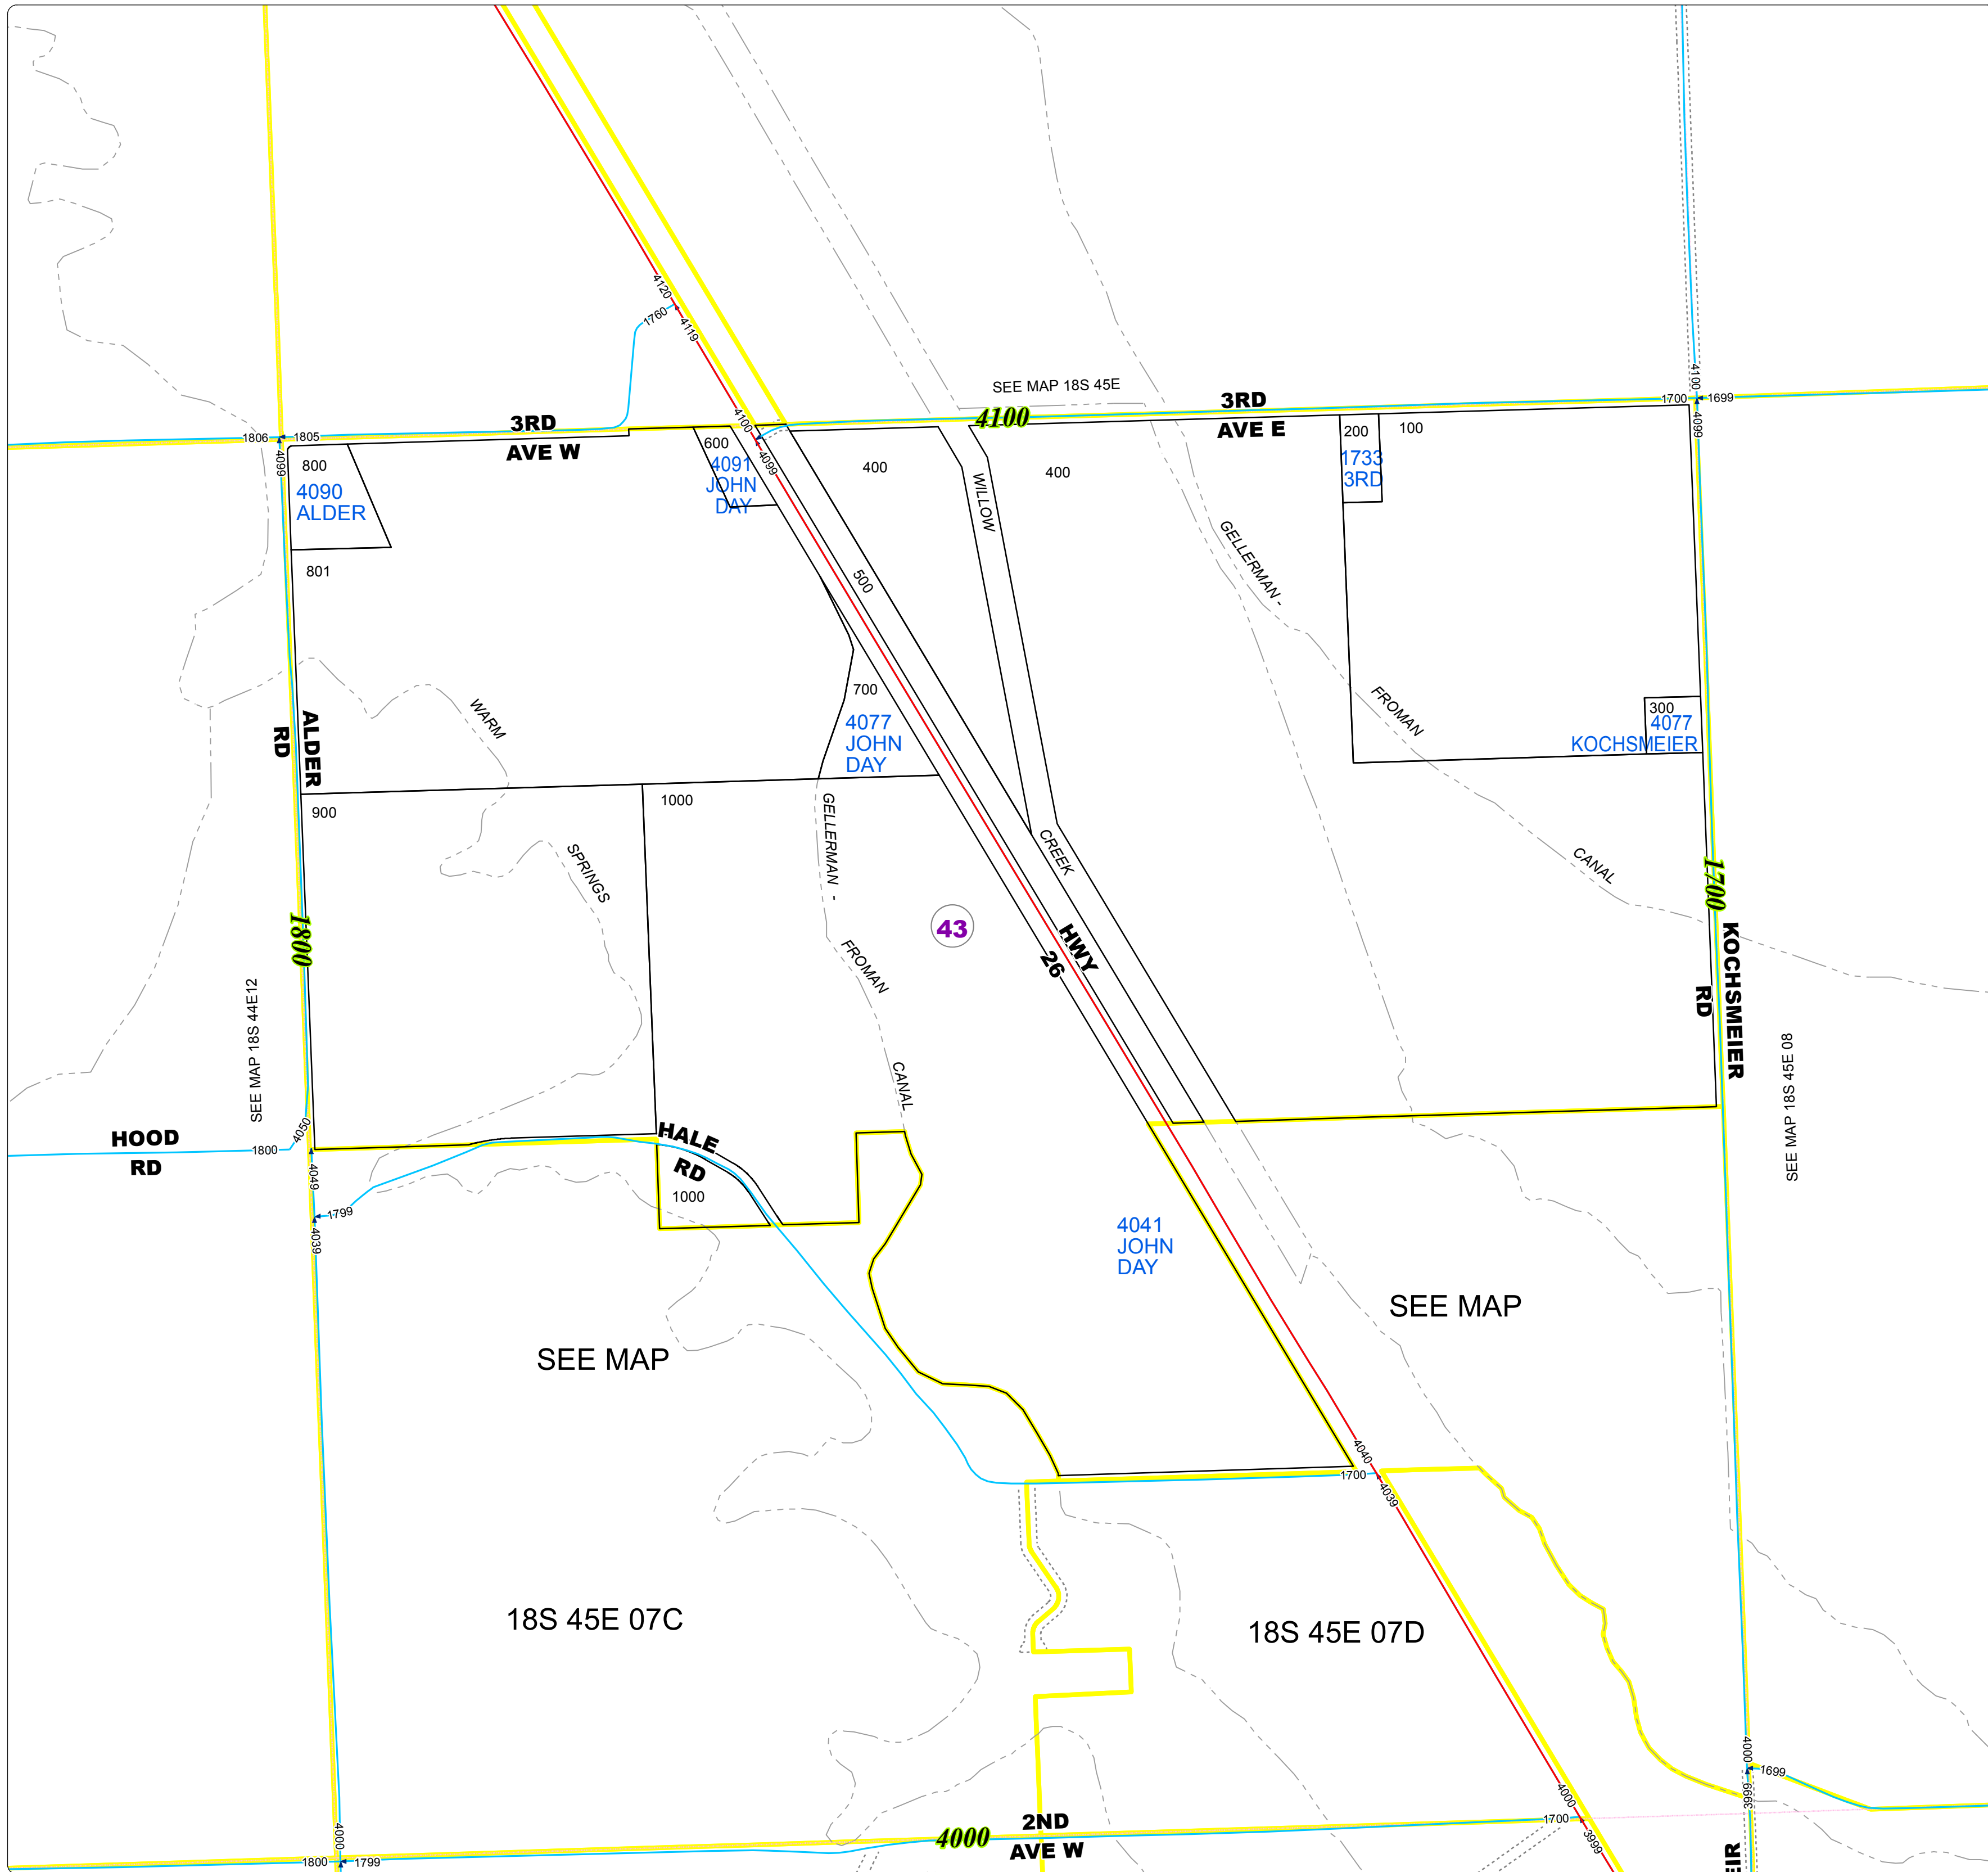 4120
1760
4119
SEE MAP 18S 45E
4100
3RD
AVE W
4100
3RD
AVE E
4100
1700
1699
4099
1806
1805
4099
800
4090
ALDER
801
600
4091
JOHN
DAY
4099
400
400
WILLOW
200
1733
3RD
100
500
GELLERMAN -
FROMAN
CANAL
700
4077
JOHN
DAY
300
4077
KOCHSMEIER
WARM
SPRINGS
ALDER
RD
900
1000
GELLERMAN -
FROMAN
CANAL
CREEK
43
HWY
26
1800
1700
KOCHSMEIER
RD
SEE MAP 18S 44E12
SEE MAP 18S 45E 08
HOOD
RD
1800
4050
4049
1799
4039
HALE
RD
1000
4041
JOHN
DAY
SEE MAP
SEE MAP
4040
1700
4039
18S 45E 07C
18S 45E 07D
4000
1699
3999
4000
1700
3999
2ND
AVE W
4000
4000
1800
1799